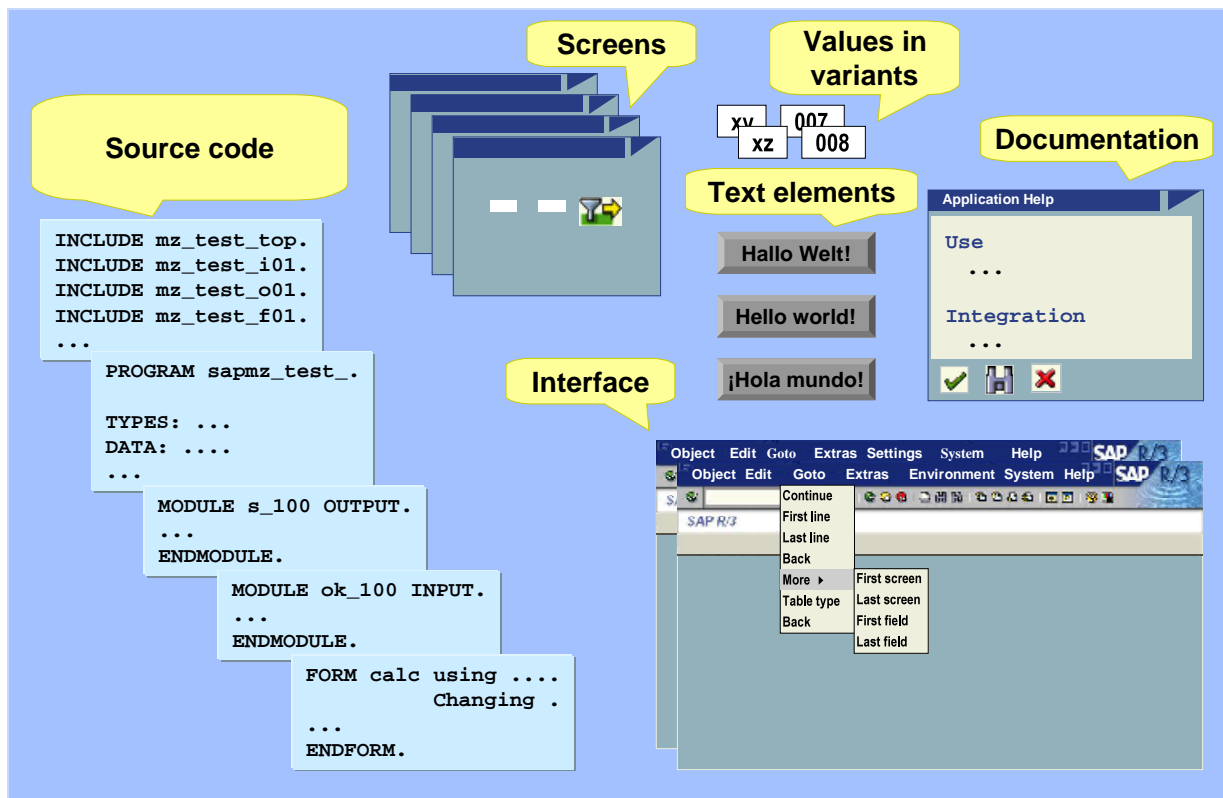 Screens
Values in
variants
Source code
xy 007
xz 008
Documentation
Text elements
Application Help
Use
...
Integration
...
Hallo Welt!
Hello world!
¡Hola mundo!
INCLUDE mz_test_top.
INCLUDE mz_test_i01.
INCLUDE mz_test_o01.
INCLUDE mz_test_f01.
...
PROGRAM sapmz_test_.
TYPES: ...
DATA: ....
...
MODULE s_100 OUTPUT.
...
ENDMODULE.
MODULE ok_100 INPUT.
...
ENDMODULE.
FORM calc using ....
Changing .
...
ENDFORM.
Interface
Object Edit Goto Extras Settings System Help SAP R/3
Object Edit Goto Extras Environment System Help SAP R/3
SAP R/3
Continue
First line
Last line
Back
More
Table type
Back
First screen
Last screen
First field
Last field